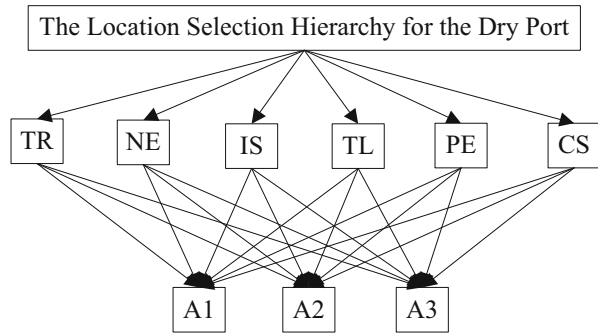 The Location Selection Hierarchy for the Dry Port
TR NE IS TL PE CS
A1 A2 A3